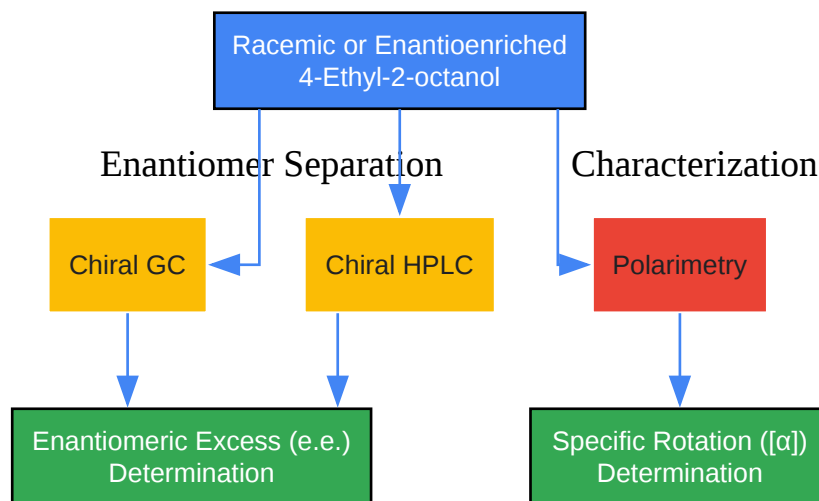 Racemic or Enantioenriched
4-Ethyl-2-octanol
Enantiomer Separation
Characterization
Chiral GC
Chiral HPLC
Polarimetry
Enantiomeric Excess (e.e.)
Determination
Specific Rotation ([α])
Determination